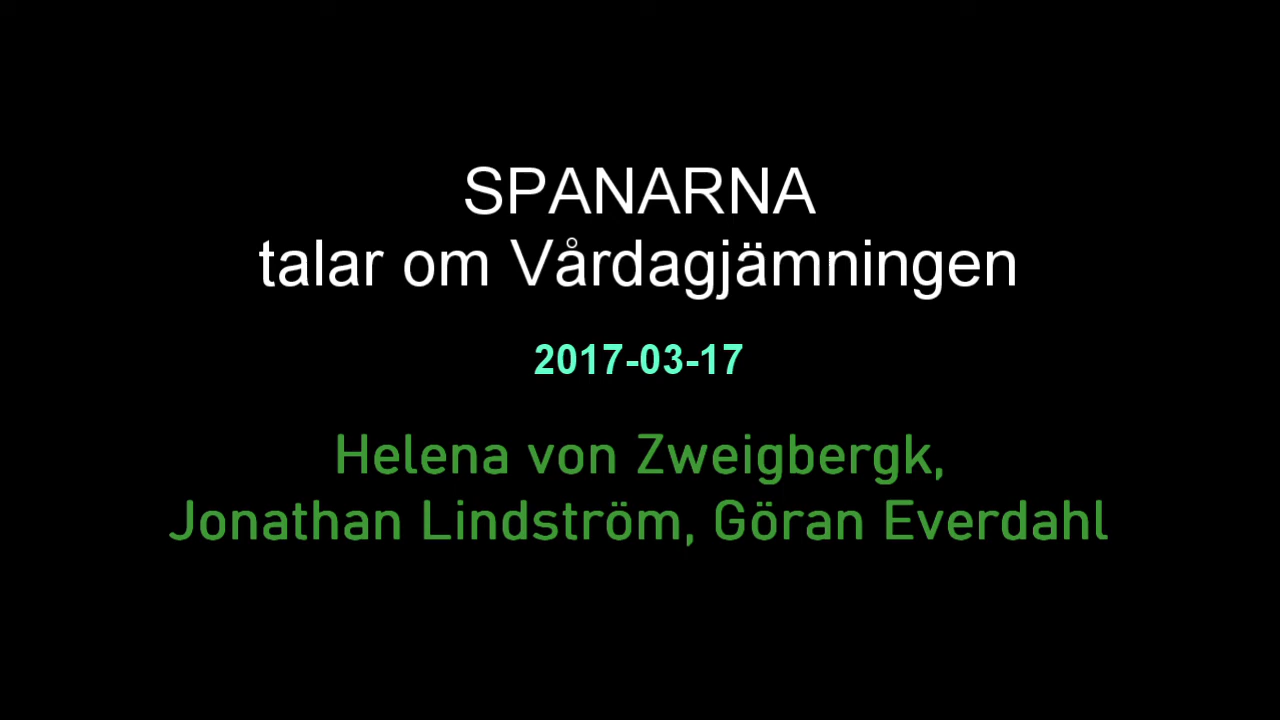 SPANARNA
talar om Vårdagjämningen
2017-03-17
Helena von Zweigbergk,
Jonathan Lindström, Göran Everdahl